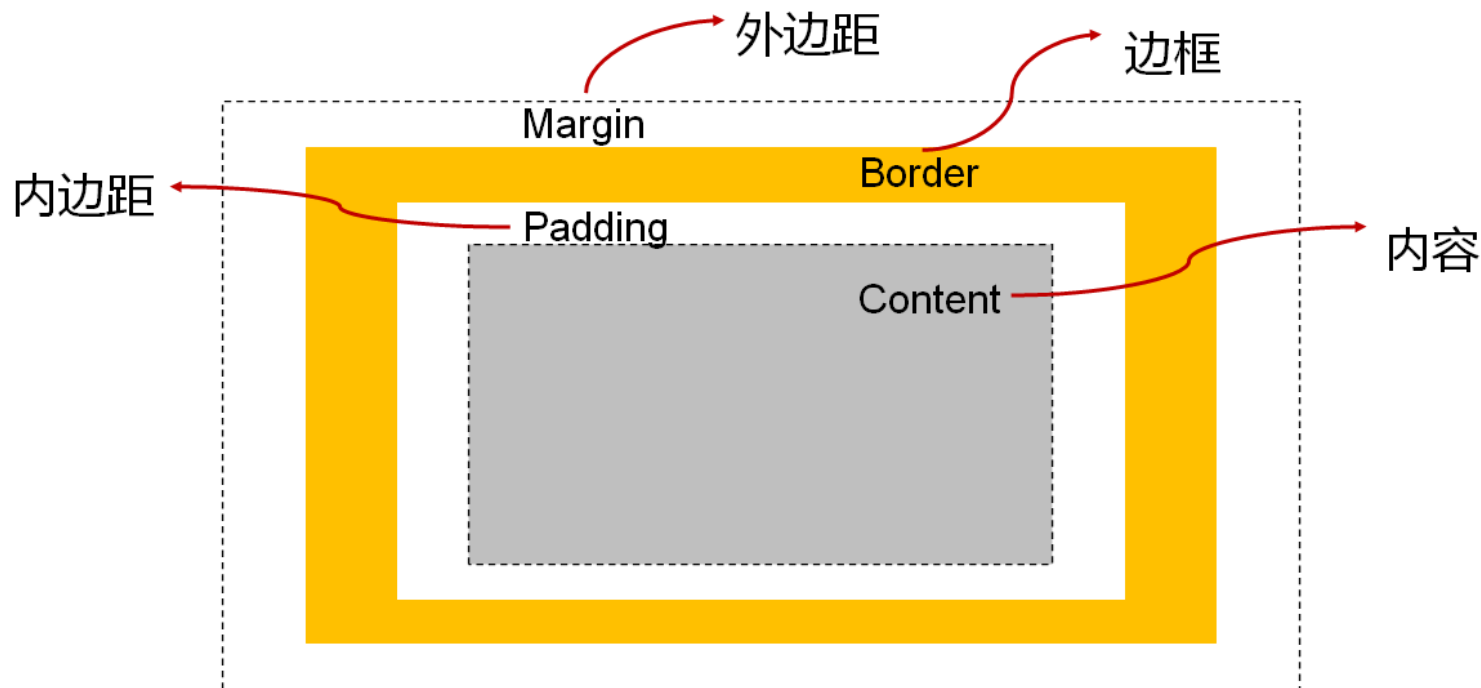 外边距
边框
Margin
Border
内边距
Padding
内容
Content